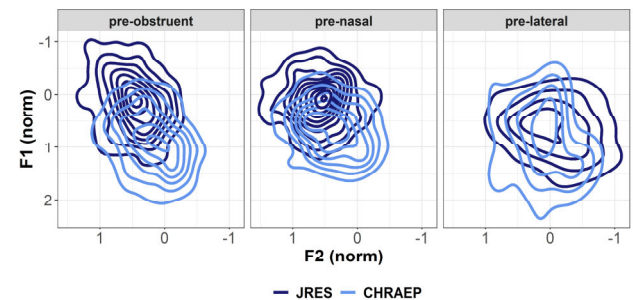 pre-obstruent pre-nasal pre-lateral
-1
0
1
2
F1 (norm)
1 0 -1 1 0 -1 1 0 -1
F2 (norm)
JRES CHRAEP